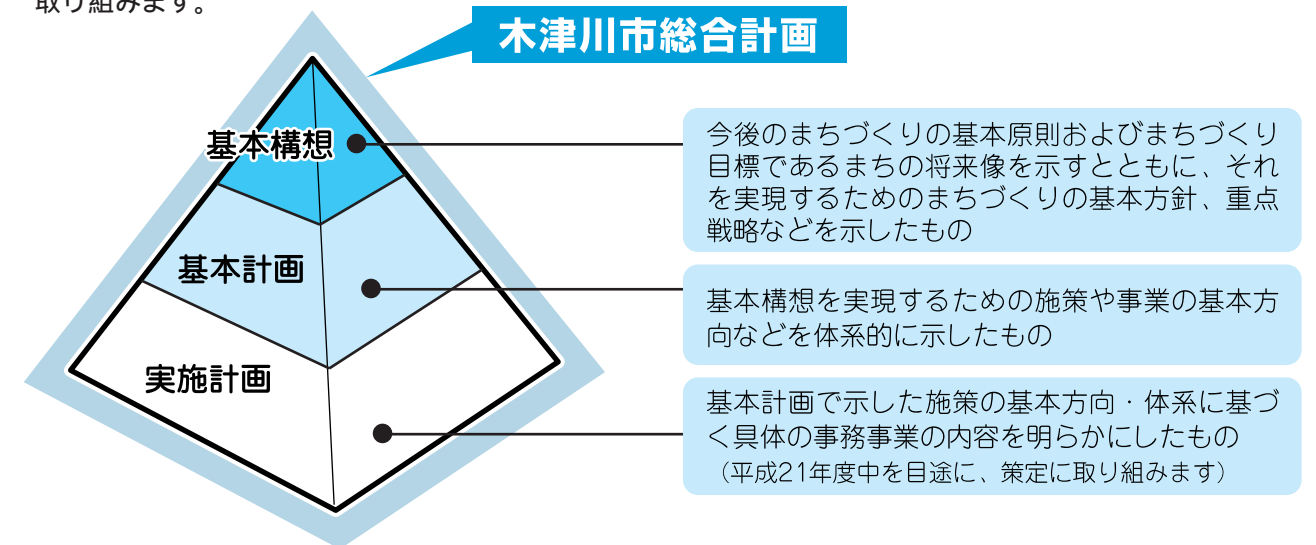 取り組みます。
木津川市総合計画
基本構想
今後のまちづくりの基本原則およびまちづくり
目標であるまちの将来像を示すとともに、それ
を実現するためのまちづくりの基本方針、重点
戦略などを示したもの
基本計画
基本構想を実現するための施策や事業の基本方
向などを体系的に示したもの
実施計画
基本計画で示した施策の基本方向・体系に基づ
く具体の事務事業の内容を明らかにしたもの
（平成21年度中を目途に、策定に取り組みます）